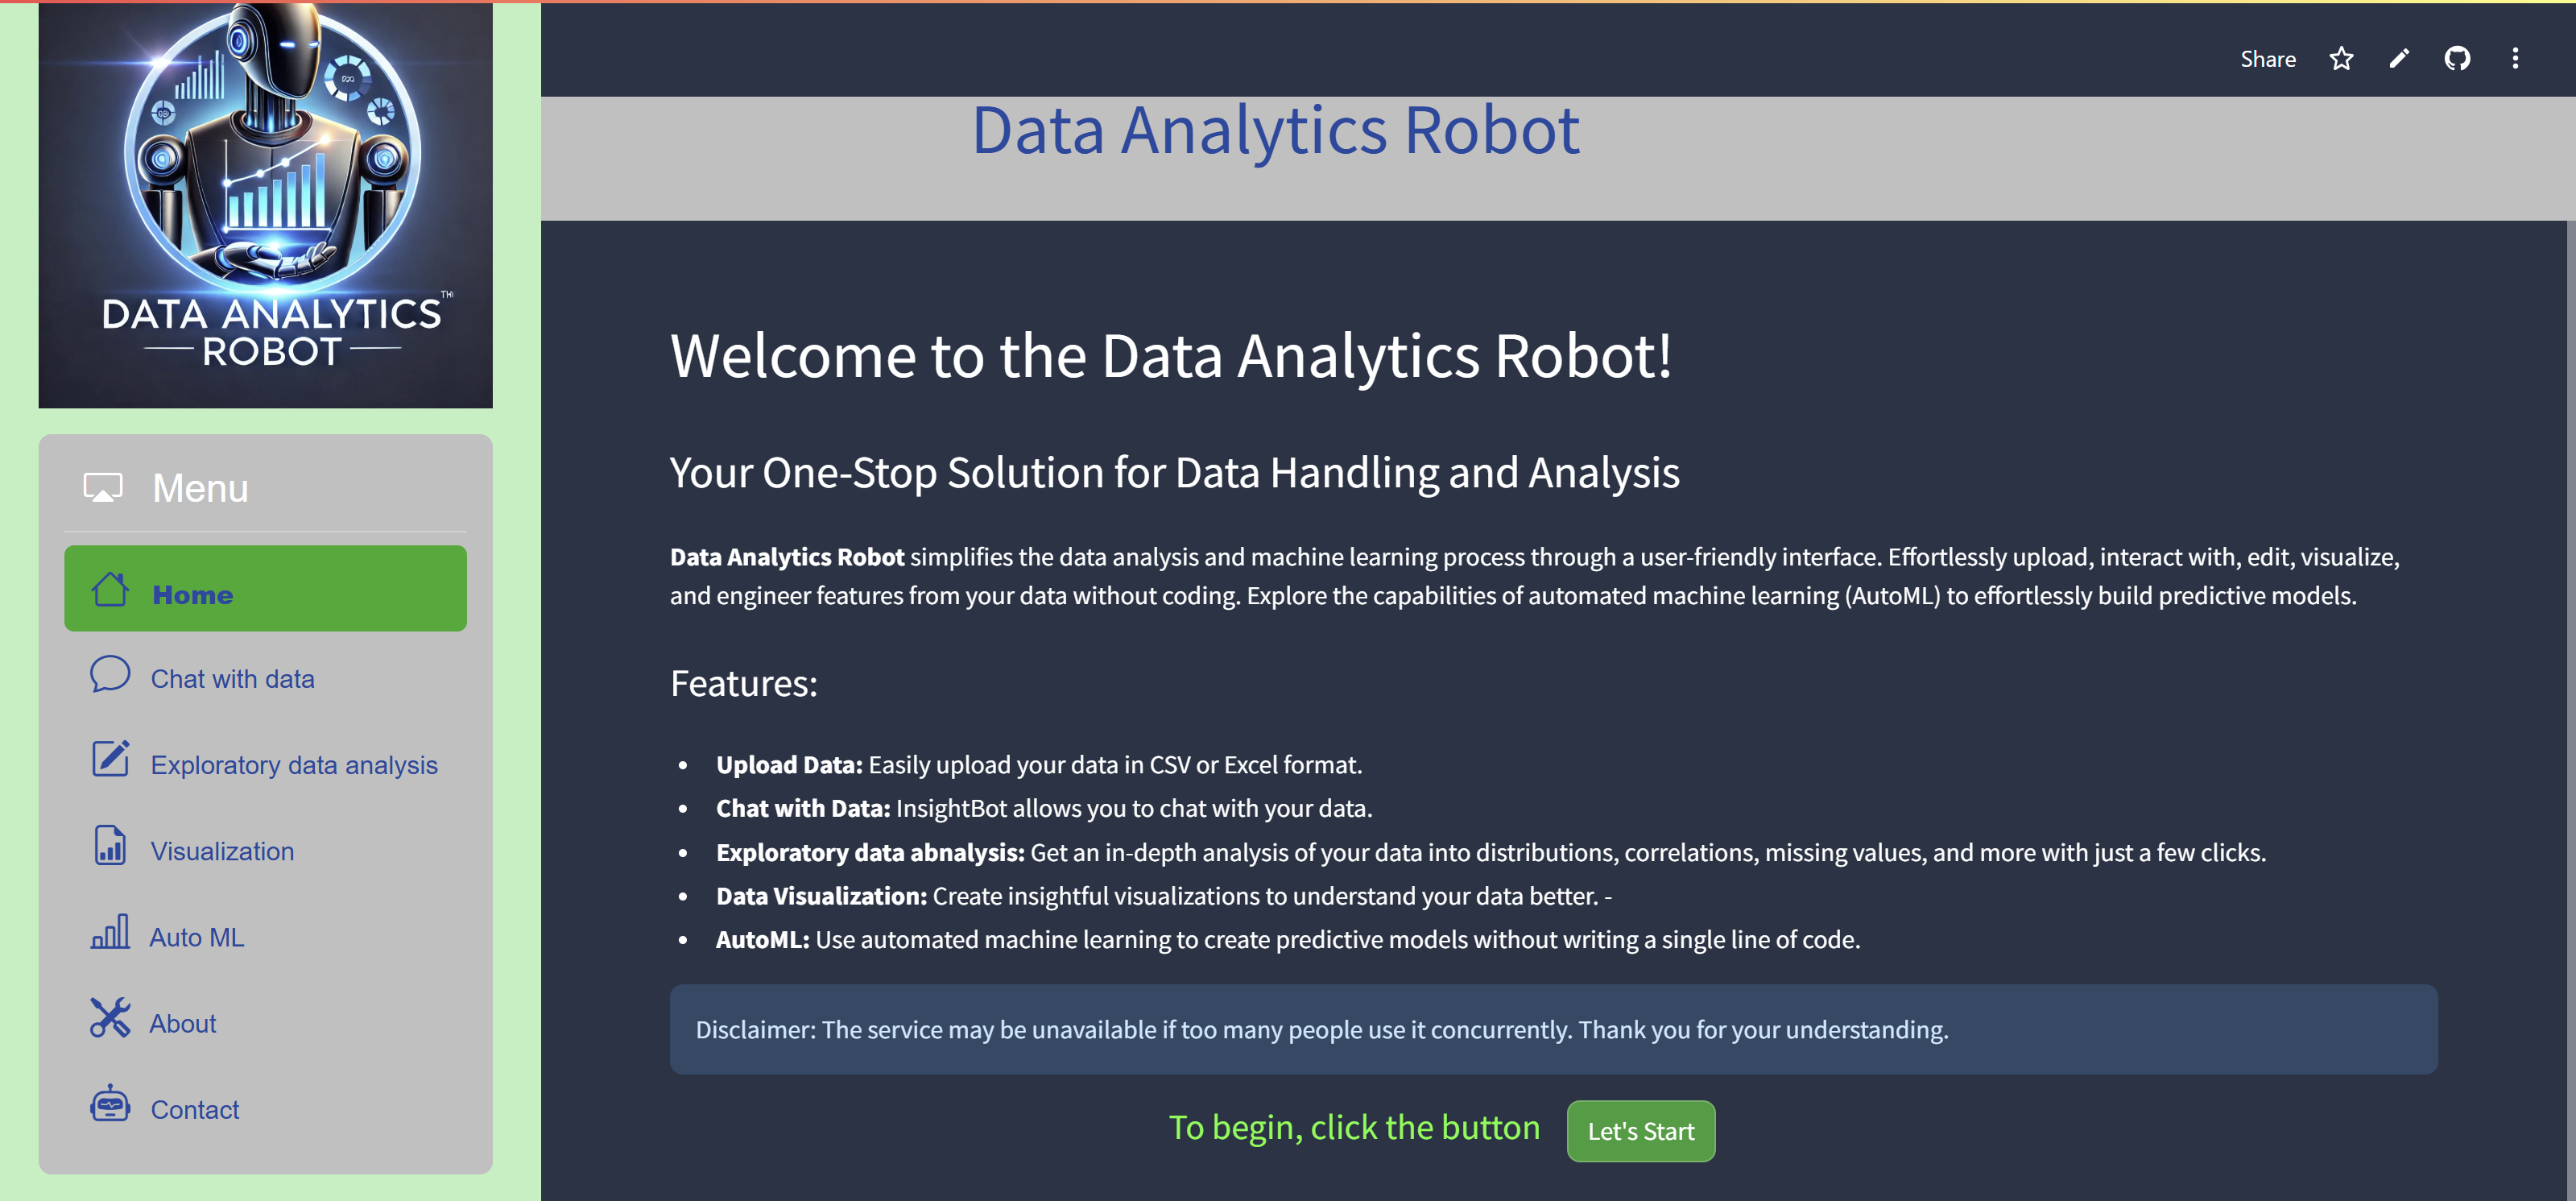 DATA ANALYTICS
ROBOT
Menu
Home
Chat with data
Exploratory data analysis
Visualization
Auto ML
About
Contact
Share
Data Analytics Robot
Welcome to the Data Analytics Robot!
Your One-Stop Solution for Data Handling and Analysis
Data Analytics Robot simplifies the data analysis and machine learning process through a user-friendly interface. Effortlessly upload, interact with, edit, visualize,
and engineer features from your data without coding. Explore the capabilities of automated machine learning (AutoML) to effortlessly build predictive models.
Features:
• Upload Data: Easily upload your data in CSV or Excel format.
• Chat with Data: InsightBot allows you to chat with your data.
• Exploratory data abnalysis: Get an in-depth analysis of your data into distributions, correlations, missing values, and more with just a few clicks.
• Data Visualization: Create insightful visualizations to understand your data better. -
• AutoML: Use automated machine learning to create predictive models without writing a single line of code.
Disclaimer: The service may be unavailable if too many people use it concurrently. Thank you for your understanding.
To begin, click the button
Let's Start